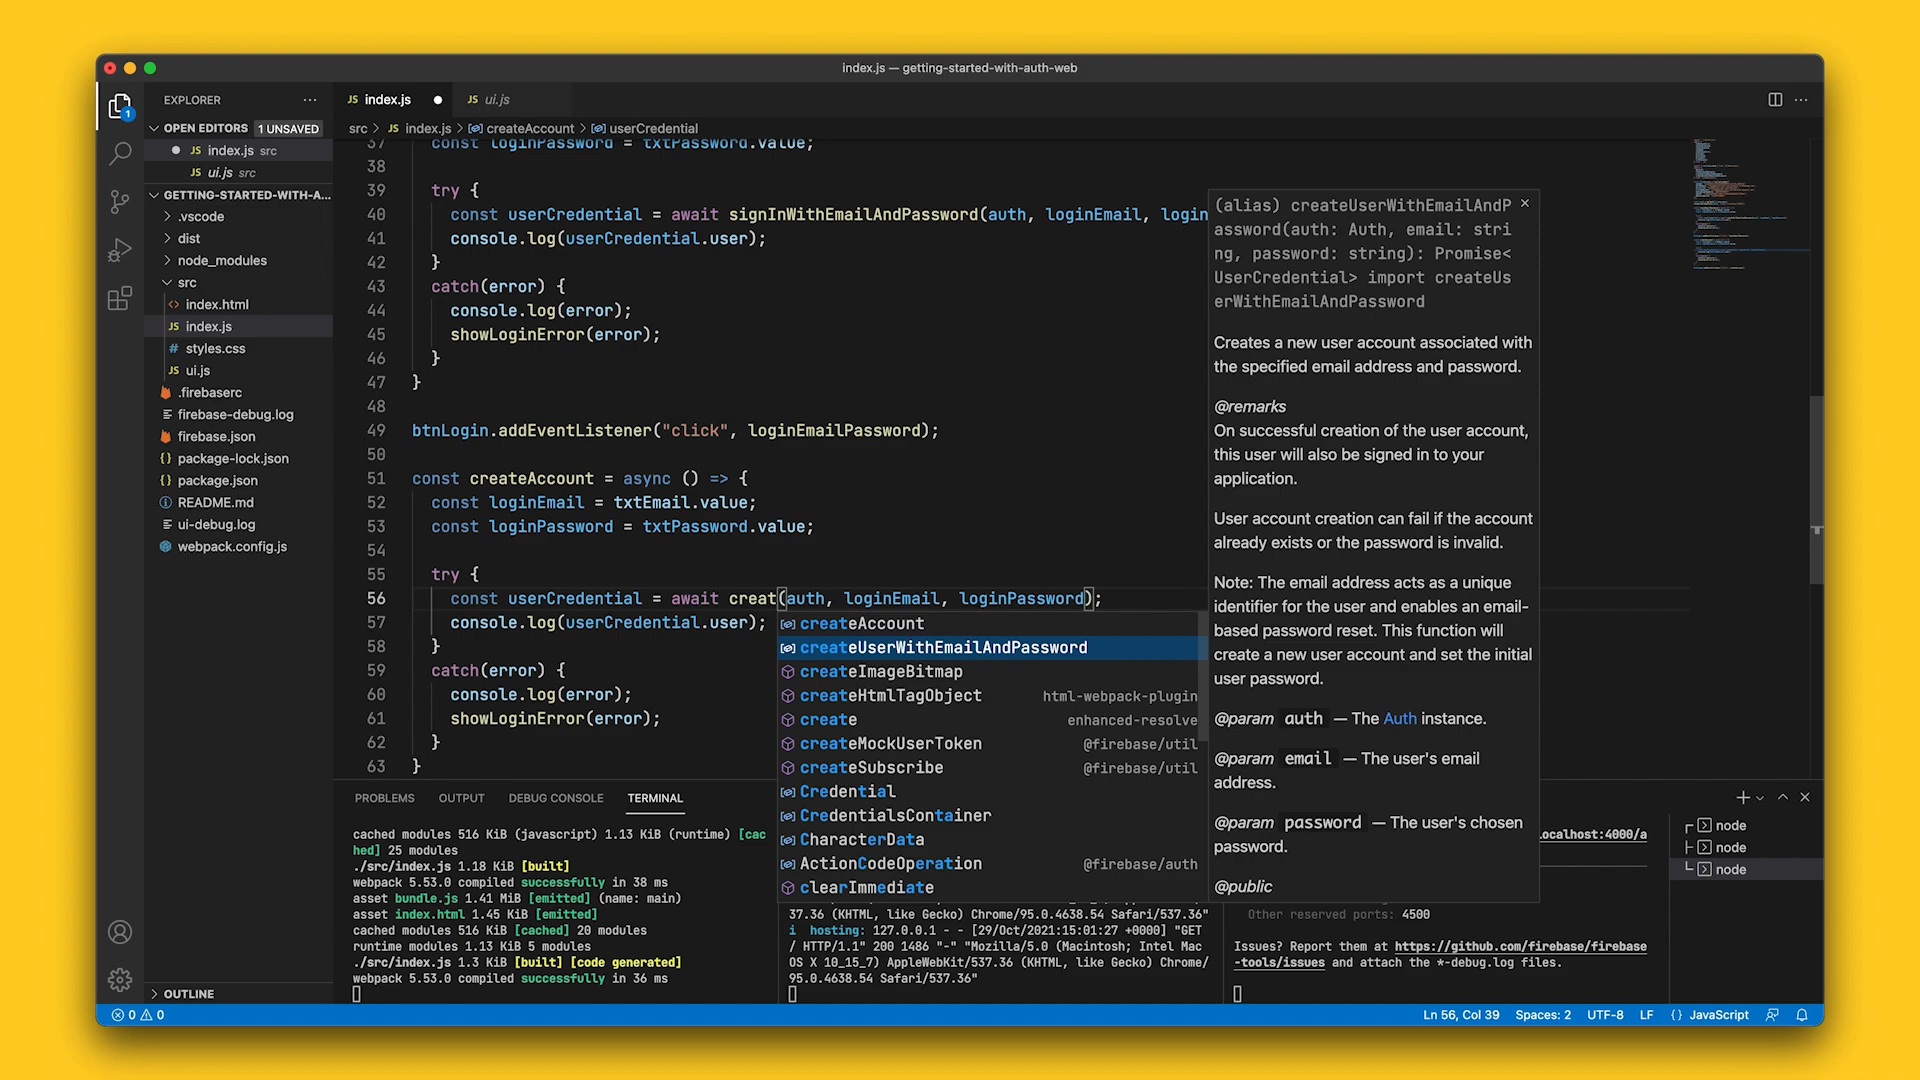 index.js — getting-started-with-auth-web
EXPLORER
OPEN EDITORS 1 UNSAVED
JS index.js src
JS ui.js src
GETTING-STARTED-WITH-A...
.vscode
dist
node_modules
src
<> index.html
JS index.js
# styles.css
JS ui.js
.firebaserc
firebase-debug.log
firebase.json
{} package-lock.json
{} package.json
README.md
ui-debug.log
webpack.config.js
OUTLINE
1
JS index.js
JS ui.js
src > JS index.js > createAccount > userCredential
37 const loginPassword = txtPassword.value;
38
39 try {
40 const userCredential = await signInWithEmailAndPassword(auth, loginEmail, login
41 console.log(userCredential.user);
42 }
43 catch(error) {
44 console.log(error);
45 showLoginError(error);
46 }
47 }
48
49 btnLogin.addEventListener("click", loginEmailPassword);
50
51 const createAccount = async () => {
52 const loginEmail = txtEmail.value;
53 const loginPassword = txtPassword.value;
54
55 try {
56 const userCredential = await creat(auth, loginEmail, loginPassword);
57 console.log(userCredential.user);
58 }
59 catch(error) {
60 console.log(error);
61 showLoginError(error);
62 }
63 }
createAccount
createUserWithEmailAndPassword
createImageBitmap
createHtmlTagObject html-webpack-plugin
create enhanced-resolve
createMockUserToken @firebase/util
createSubscribe @firebase/util
Credential
CredentialsContainer
CharacterData
ActionCodeOperation @firebase/auth
clearImmediate
(alias) createUserWithEmailAndP
assword(auth: Auth, email: stri
ng, password: string): Promise<
UserCredential> import createUs
erWithEmailAndPassword
Creates a new user account associated with
the specified email address and password.
@remarks
On successful creation of the user account,
this user will also be signed in to your
application.
User account creation can fail if the account
already exists or the password is invalid.
Note: The email address acts as a unique
identifier for the user and enables an email-
based password reset. This function will
create a new user account and set the initial
user password.
@param auth — The Auth instance.
@param email — The user's email
address.
@param password — The user's chosen
password.
@public
PROBLEMS OUTPUT DEBUG CONSOLE TERMINAL
cached modules 516 KiB (javascript) 1.13 KiB (runtime) [cac
hed] 25 modules
./src/index.js 1.18 KiB [built]
webpack 5.53.0 compiled successfully in 38 ms
asset bundle.js 1.41 MiB [emitted] (name: main)
asset index.html 1.45 KiB [emitted]
cached modules 516 KiB [cached] 20 modules
runtime modules 1.13 KiB 5 modules
./src/index.js 1.3 KiB [built] [code generated]
webpack 5.53.0 compiled successfully in 36 ms
37.36 (KHTML, like Gecko) Chrome/95.0.4638.54 Safari/537.36"
i hosting: 127.0.0.1 - - [29/Oct/2021:15:01:27 +0000] "GET
/ HTTP/1.1" 200 1486 "-" "Mozilla/5.0 (Macintosh; Intel Mac
OS X 10_15_7) AppleWebKit/537.36 (KHTML, like Gecko) Chrome/
95.0.4638.54 Safari/537.36"
localhost:4000/a
Other reserved ports: 4500
Issues? Report them at https://github.com/firebase/firebase
-tools/issues and attach the *-debug.log files.
node
node
node
0 0
Ln 56, Col 39 Spaces: 2 UTF-8 LF {} JavaScript